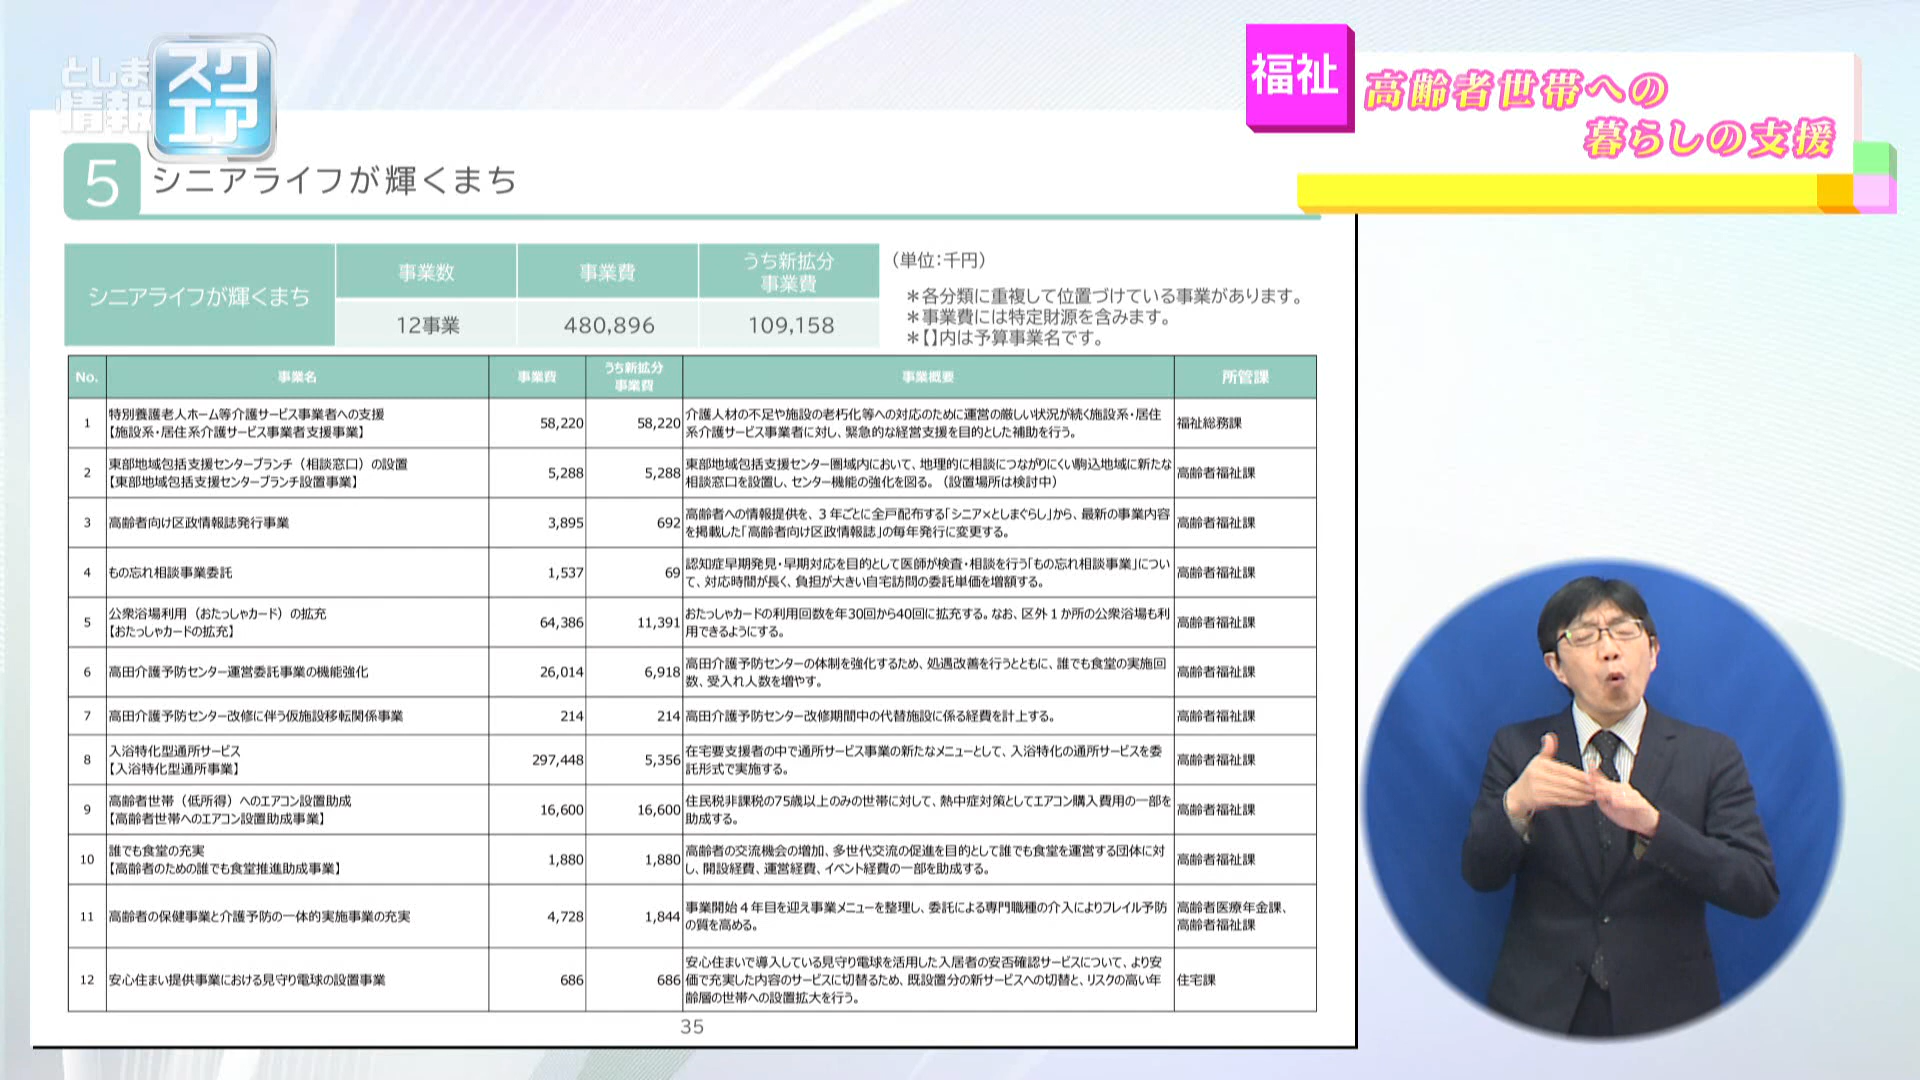 としま
情報
スク
エア
福祉
高齢者世帯への
暮らしの支援
5 シニアライフが輝くまち
シニアライフが輝くまち
事業数 事業費 うち新拡分
事業費
12事業 480,896 109,158
(単位:千円)
*各分類に重複して位置づけている事業があります。
*事業費には特定財源を含みます。
*【】内は予算事業名です。
No. 事業名 事業費 うち新拡分
事業費 事業概要 所管課
1 特別養護老人ホーム等介護サービス事業者への支援
【施設系・居住系介護サービス事業者支援事業】 58,220 58,220 介護人材の不足や施設の老朽化等への対応のために運営の厳しい状況が続く施設系・居住
系介護サービス事業者に対し、緊急的な経営支援を目的とした補助を行う。 福祉総務課
2 東部地域包括支援センターブランチ（相談窓口）の設置
【東部地域包括支援センターブランチ設置事業】 5,288 5,288 東部地域包括支援センター圏域内において、地理的に相談につながりにくい駒込地域に新たな
相談窓口を設置し、センター機能の強化を図る。（設置場所は検討中） 高齢者福祉課
3 高齢者向け区政情報誌発行事業 3,895 692 高齢者への情報提供を、3年ごとに全戸配布する「シニア×としまぐらし」から、最新の事業内容
を掲載した「高齢者向け区政情報誌」の毎年発行に変更する。 高齢者福祉課
4 もの忘れ相談事業委託 1,537 69 認知症早期発見・早期対応を目的として医師が検査・相談を行う「もの忘れ相談事業」につい
て、対応時間が長く、負担が大きい自宅訪問の委託単価を増額する。 高齢者福祉課
5 公衆浴場利用（おたっしゃカード）の拡充
【おたっしゃカードの拡充】 64,386 11,391 おたっしゃカードの利用回数を年30回から40回に拡充する。なお、区外1か所の公衆浴場も利
用できるようにする。 高齢者福祉課
6 高田介護予防センター運営委託事業の機能強化 26,014 6,918 高田介護予防センターの体制を強化するため、処遇改善を行うとともに、誰でも食堂の実施回
数、受入れ人数を増やす。 高齢者福祉課
7 高田介護予防センター改修に伴う仮施設移転関係事業 214 214 高田介護予防センター改修期間中の代替施設に係る経費を計上する。 高齢者福祉課
8 入浴特化型通所サービス
【入浴特化型通所事業】 297,448 5,356 在宅要支援者の中で通所サービス事業の新たなメニューとして、入浴特化の通所サービスを委
託形式で実施する。 高齢者福祉課
9 高齢者世帯（低所得）へのエアコン設置助成
【高齢者世帯へのエアコン設置助成事業】 16,600 16,600 住民税非課税の75歳以上のみの世帯に対して、熱中症対策としてエアコン購入費用の一部を
助成する。 高齢者福祉課
10 誰でも食堂の充実
【高齢者のための誰でも食堂推進助成事業】 1,880 1,880 高齢者の交流機会の増加、多世代交流の促進を目的として誰でも食堂を運営する団体に対
し、開設経費、運営経費、イベント経費の一部を助成する。 高齢者福祉課
11 高齢者の保健事業と介護予防の一体的実施事業の充実 4,728 1,844 事業開始4年目を迎え事業メニューを整理し、委託による専門職種の介入によりフレイル予防
の質を高める。 高齢者医療年金課、
高齢者福祉課
12 安心住まい提供事業における見守り電球の設置事業 686 686 安心住まいで導入している見守り電球を活用した入居者の安否確認サービスについて、より安
価で充実した内容のサービスに切替るため、既設置分の新サービスへの切替と、リスクの高い年
齢層の世帯への設置拡大を行う。 住宅課
35